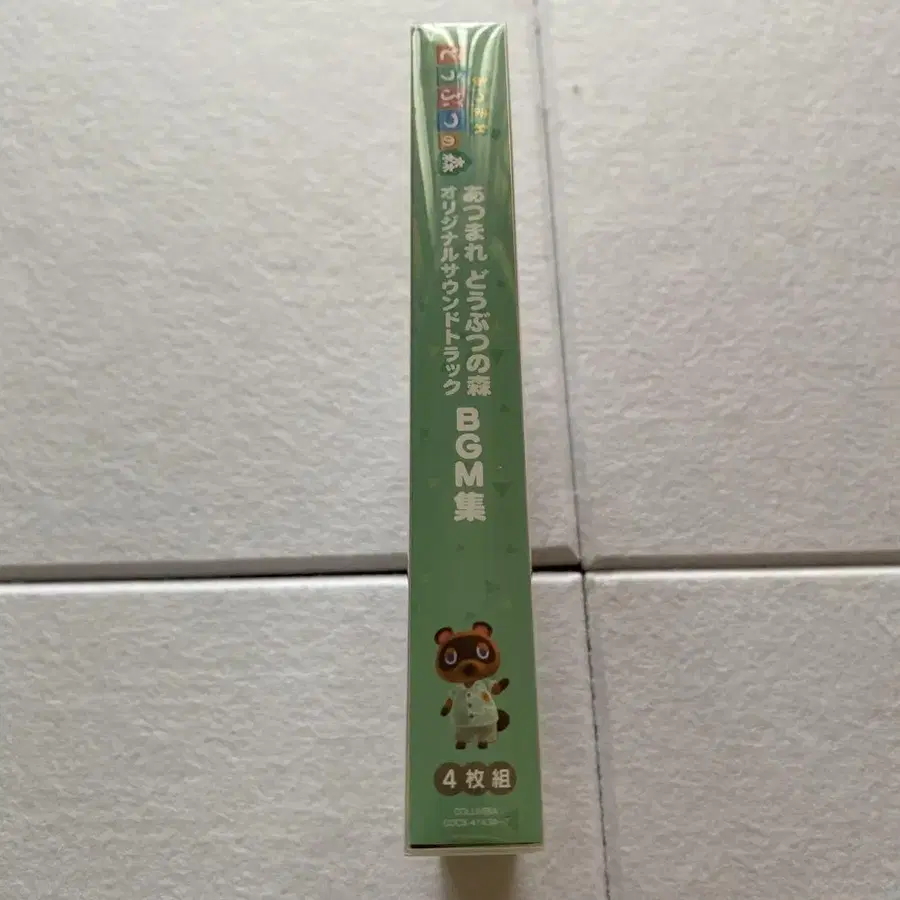 あつまれ
どうぶつの森
あつまれ どうぶつの森
オリジナルサウンドトラック
BGM集
4枚組
COLUMBIA